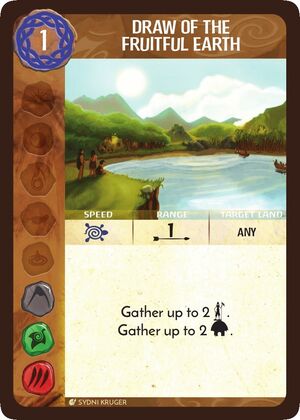 1
DRAW OF THE
FRUITFUL EARTH
SPEED RANGE TARGET LAND
1 ANY
Gather up to 2 .
Gather up to 2 .
SYDNI KRUGER